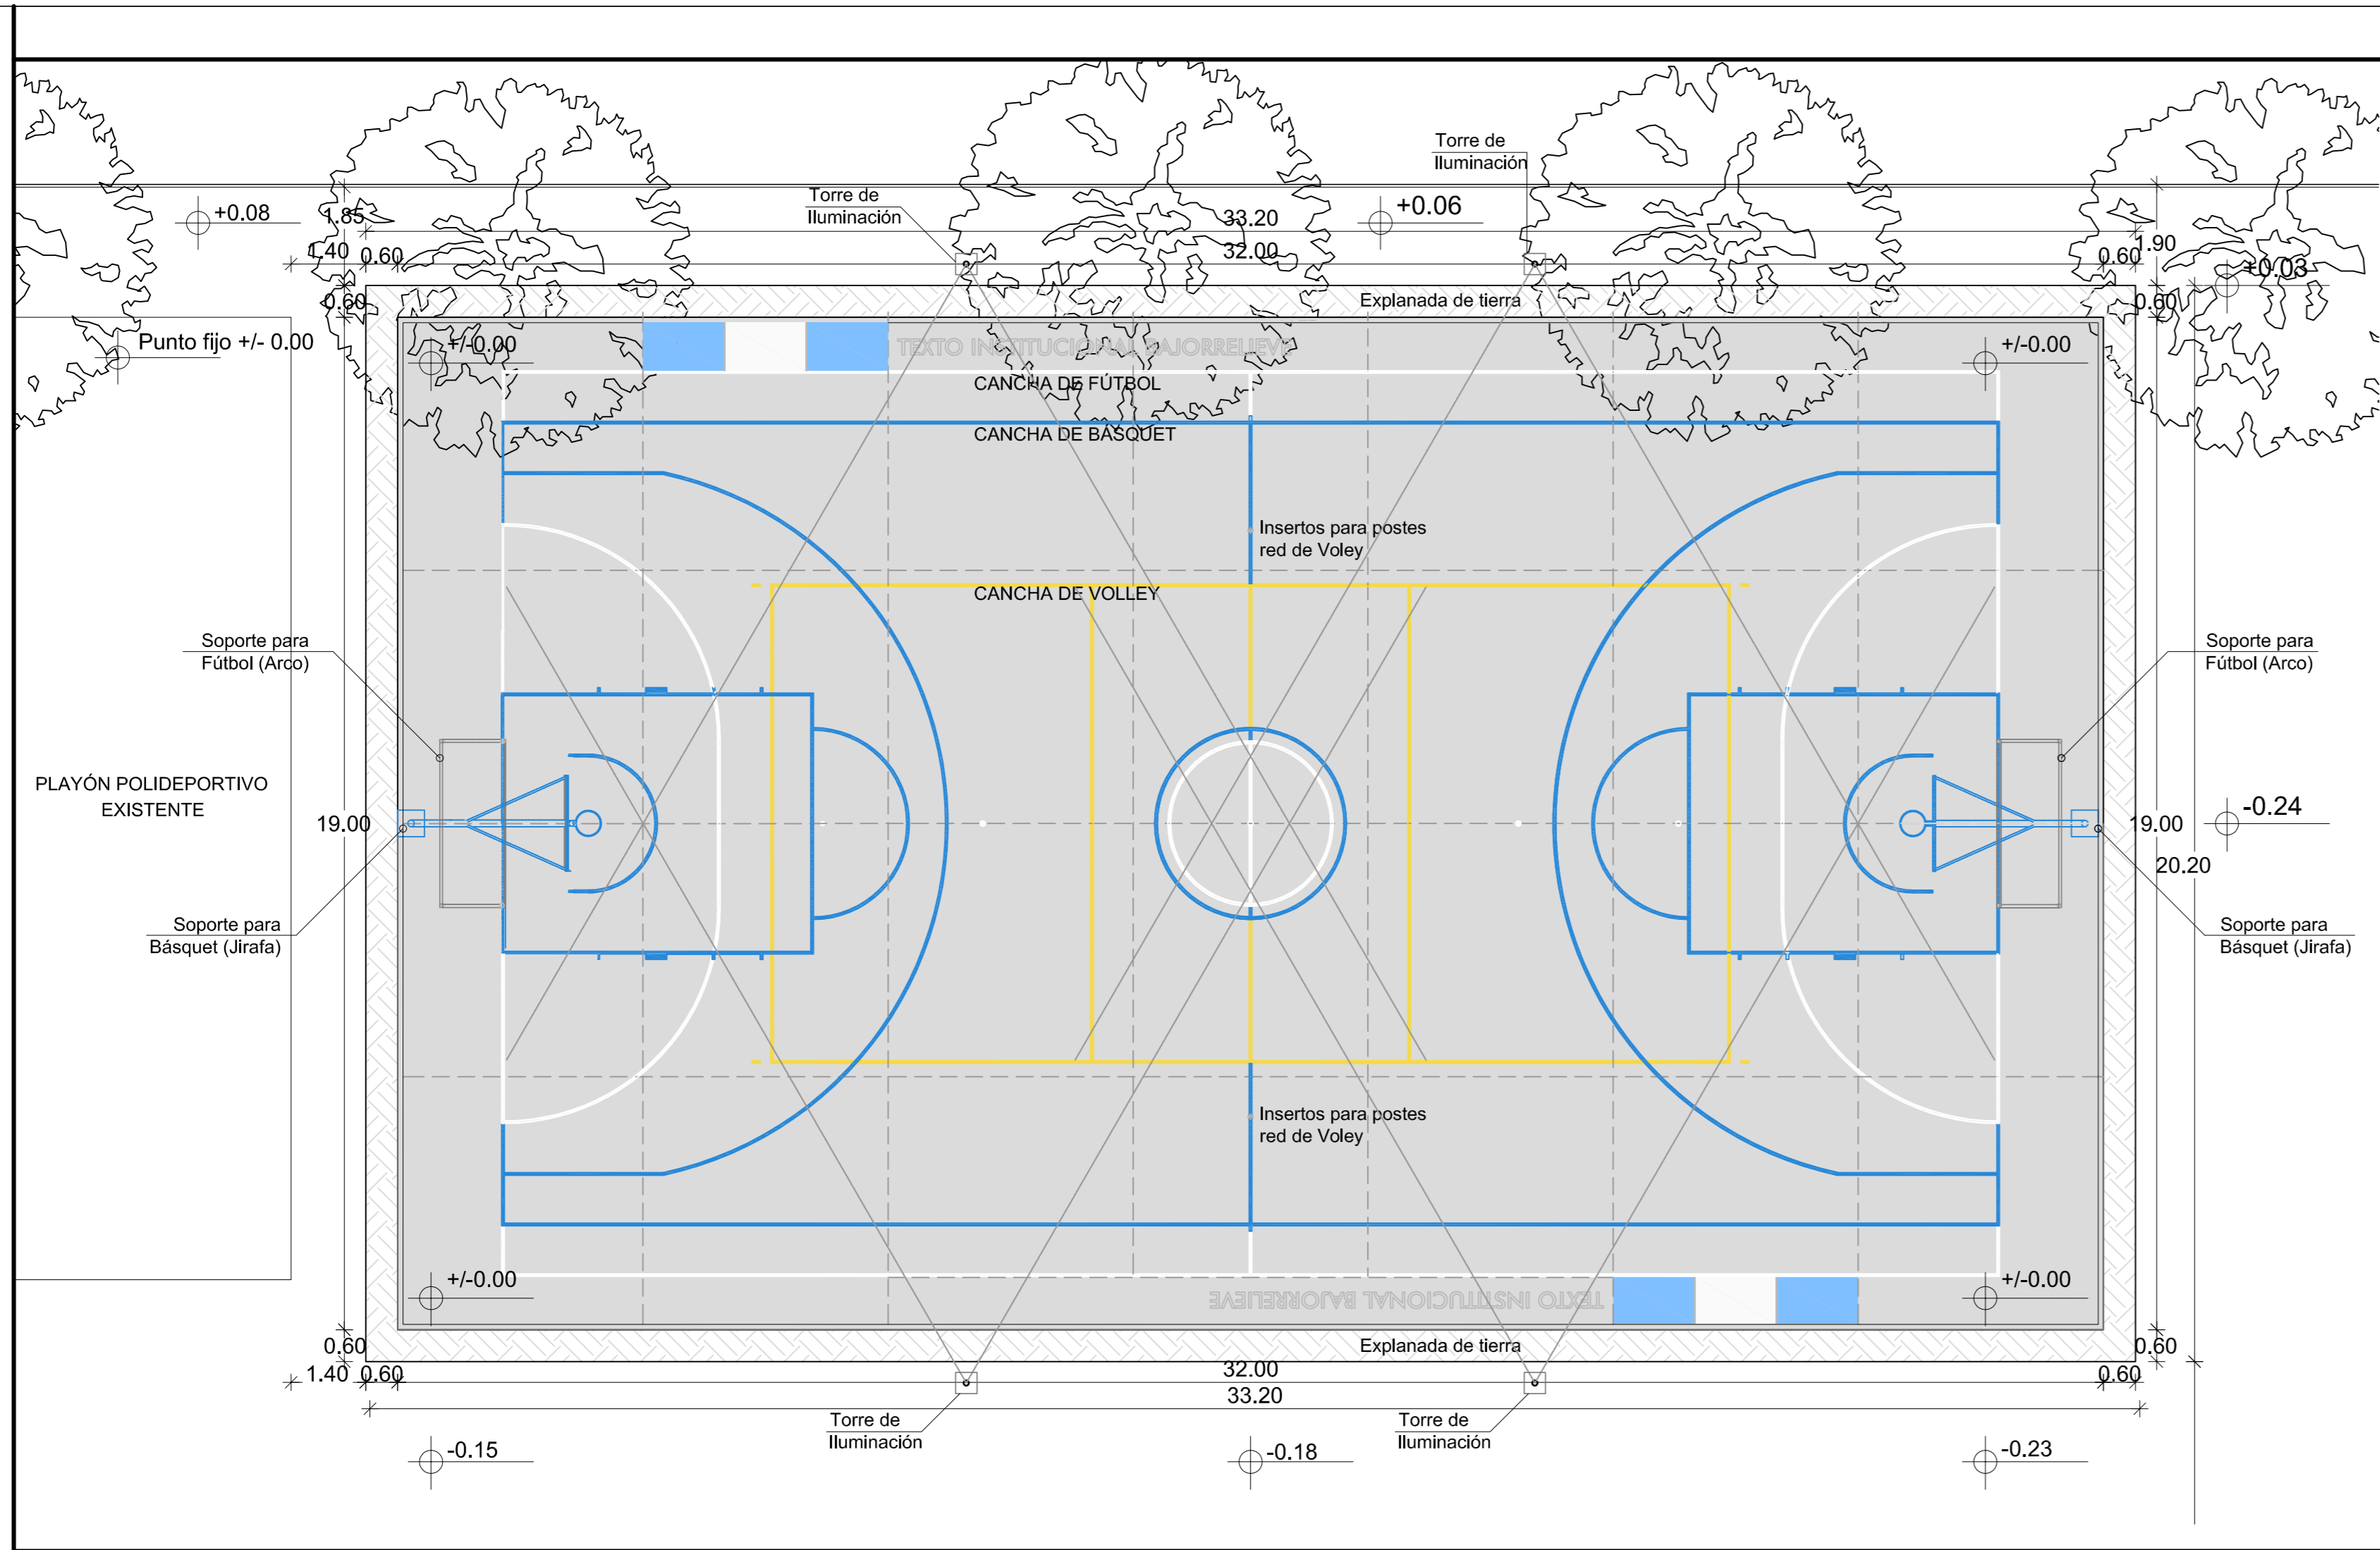 Torre de
Iluminación
Torre de
Iluminación
+0.08
1.85
33.20
+0.06
1.40
0.60
32.00
0.60
1.90
+0.03
0.60
Explanada de tierra
0.60
Punto fijo +/- 0.00
+/-0.00
TEXTO INSTITUCIONAL BAJORRELIEVE
+/-0.00
CANCHA DE FÚTBOL
CANCHA DE BÁSQUET
Insertos para postes
red de Voley
CANCHA DE VOLLEY
Soporte para
Fútbol (Arco)
Soporte para
Fútbol (Arco)
PLAYÓN POLIDEPORTIVO
EXISTENTE
19.00
19.00
-0.24
20.20
Soporte para
Básquet (Jirafa)
Soporte para
Básquet (Jirafa)
Insertos para postes
red de Voley
+/-0.00
+/-0.00
TEXTO INSTITUCIONAL BAJORRELIEVE
0.60
Explanada de tierra
0.60
1.40
0.60
32.00
0.60
33.20
Torre de
Iluminación
Torre de
Iluminación
-0.15
-0.18
-0.23